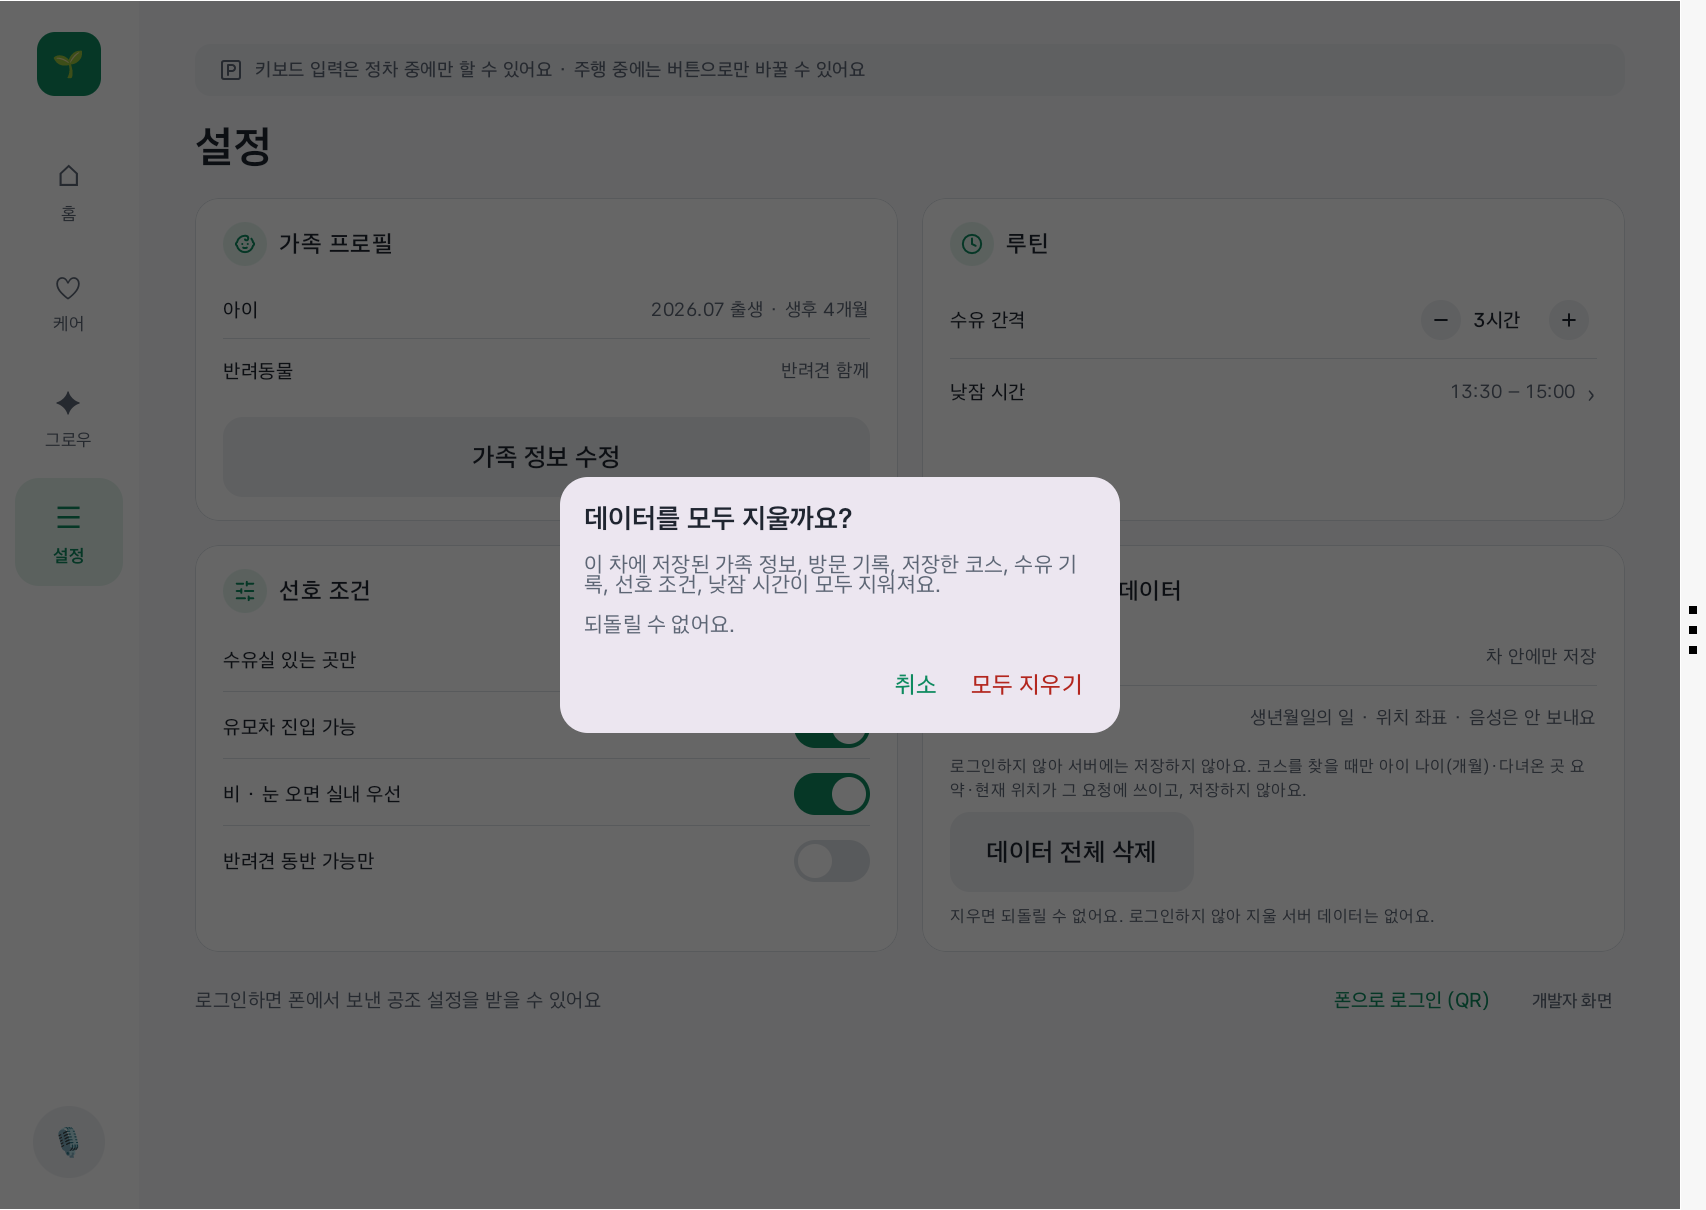 키보드 입력은 정차 중에만 할 수 있어요 · 주행 중에는 버튼으로만 바꿀 수 있어요
설정
홈
케어
그로우
설정
가족 프로필
아이
2026.07 출생 · 생후 4개월
반려동물
반려견 함께
가족 정보 수정
루틴
수유 간격
− 3시간 +
낮잠 시간
13:30 – 15:00 ›
데이터를 모두 지울까요?
이 차에 저장된 가족 정보, 방문 기록, 저장한 코스, 수유 기
록, 선호 조건, 낮잠 시간이 모두 지워져요.
되돌릴 수 없어요.
취소
모두 지우기
선호 조건
수유실 있는 곳만
유모차 진입 가능
비 · 눈 오면 실내 우선
반려견 동반 가능만
데이터
차 안에만 저장
생년월일의 일 · 위치 좌표 · 음성은 안 보내요
로그인하지 않아 서버에는 저장하지 않아요. 코스를 찾을 때만 아이 나이(개월)·다녀온 곳 요
약·현재 위치가 그 요청에 쓰이고, 저장하지 않아요.
데이터 전체 삭제
지우면 되돌릴 수 없어요. 로그인하지 않아 지울 서버 데이터는 없어요.
로그인하면 폰에서 보낸 공조 설정을 받을 수 있어요
폰으로 로그인 (QR)
개발자 화면